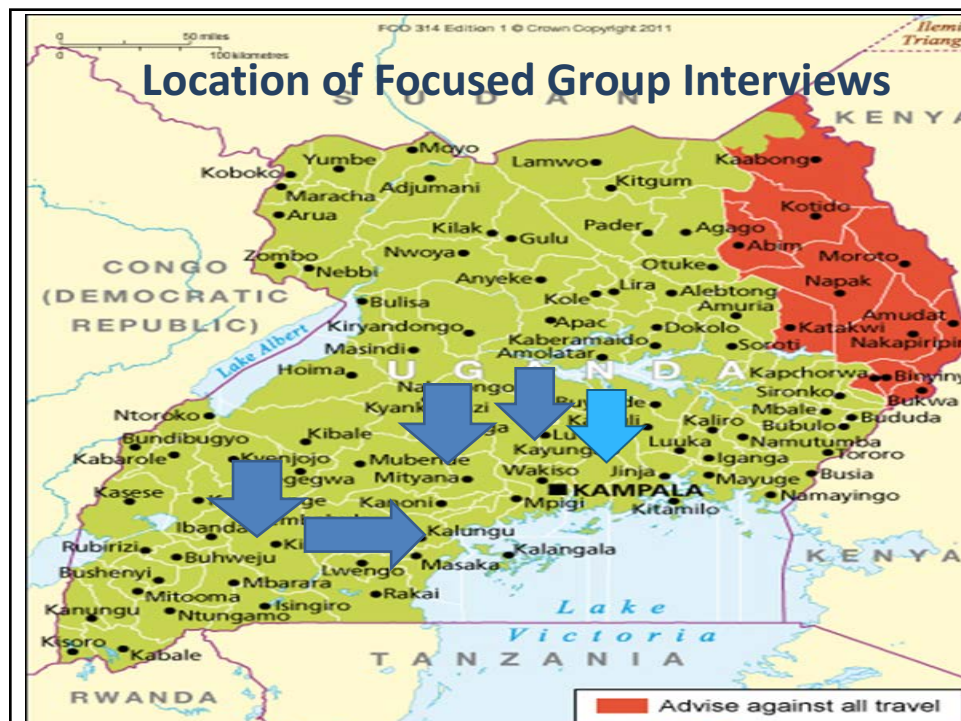 FCO 314 Edition 1 © Crown Copyright 2011
Ilemi
Triangle
0 50 miles
0 100 kilometres
Location of Focused Group Interviews
SUDAN
KENYA
Moyo
Yumbe
Koboko
Lamwo
Kaabong
Maracha
Adjumani
Kitgum
Arua
Kotido
Kilak
Gulu
Pader
Agago
Abim
Zombo
Nwoya
Moroto
Nebbi
Otuke
CONGO
(DEMOCRATIC
REPUBLIC)
Anyeke
Napak
Bulisa
Kole
Lira
Alebtong
Amuria
Amudat
Kiryandongo
Apac
Dokolo
Katakwi
Nakapiripirit
Lake Albert
Masindi
Kaberamaido
Soroti
Amolatar
Hoima
UGANDA
Kapchorwa
Binyiny
Sironko
Bukwa
Ntoroko
Mbale
Bududa
Bubulo
Bundibugyo
Kibale
Kaliro
Namutumba
Kabarole
Kyenjojo
Mubende
Kayunga
Luuka
Iganga
Tororo
Mityana
Wakiso
Jinja
Mayuge
Busia
Kasese
KAMPALA
Namayingo
Kanoni
Mpigi
Kitamilo
Ibanda
Kalungu
Rubirizi
Buhweju
Kalangala
KENYA
Masaka
Bushenyi
Lwengo
Mbarara
Mitooma
Rakai
Kanungu
Isingiro
Ntungamo
Lake
Victoria
Kisoro
Kabale
TANZANIA
RWANDA
Advise against all travel